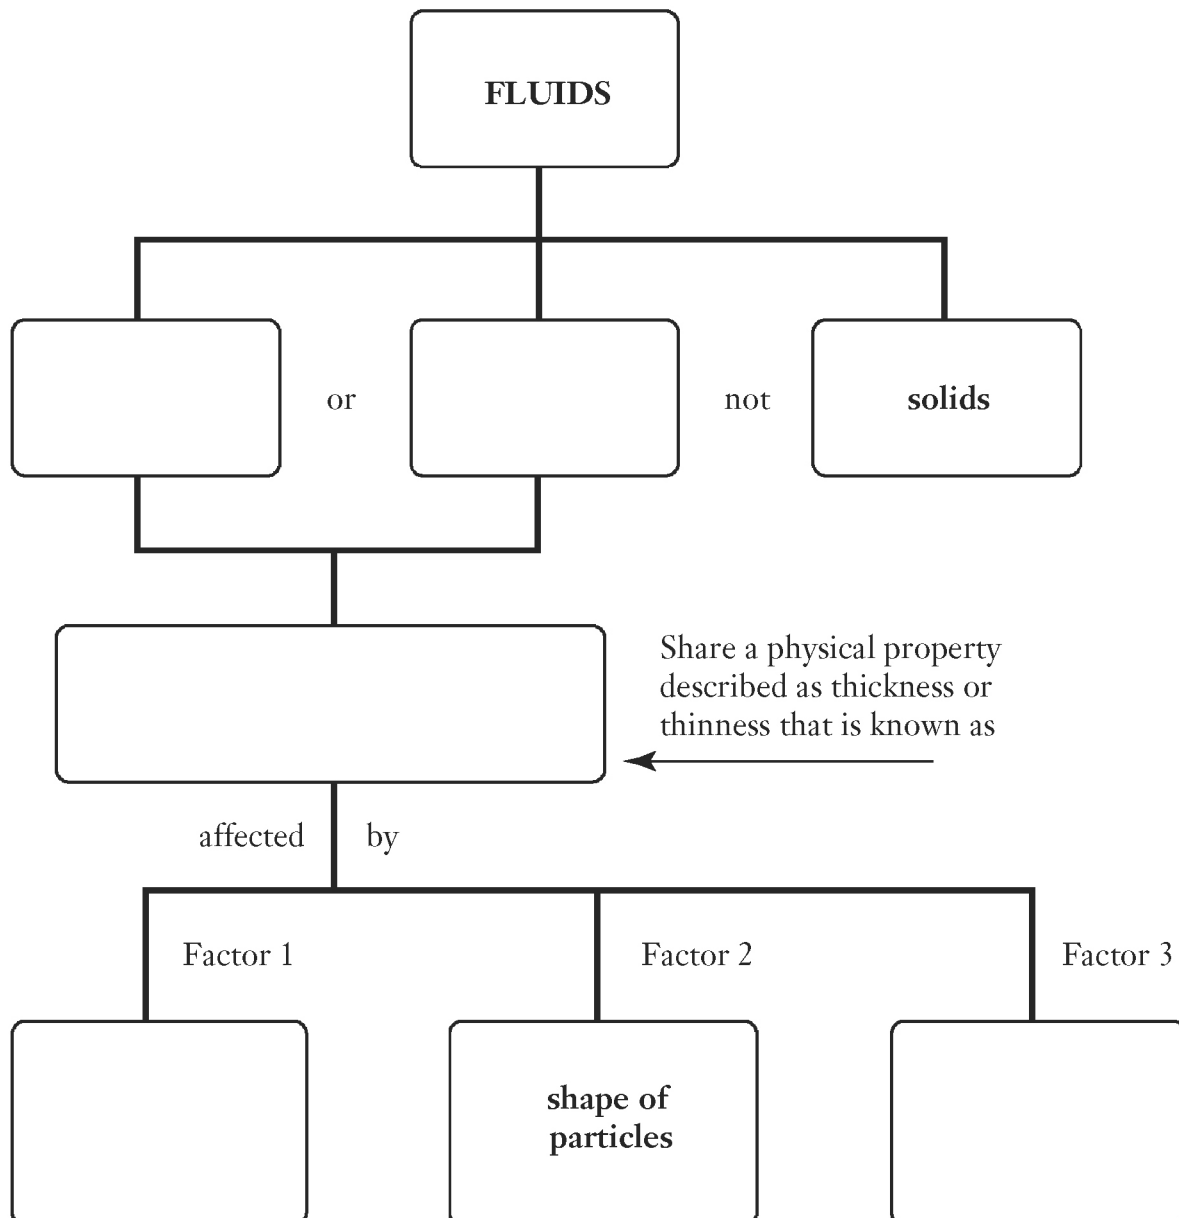 FLUIDS
or
not
solids
Share a physical property
described as thickness or
thinness that is known as
affected by
Factor 1
Factor 2
Factor 3
shape of
particles